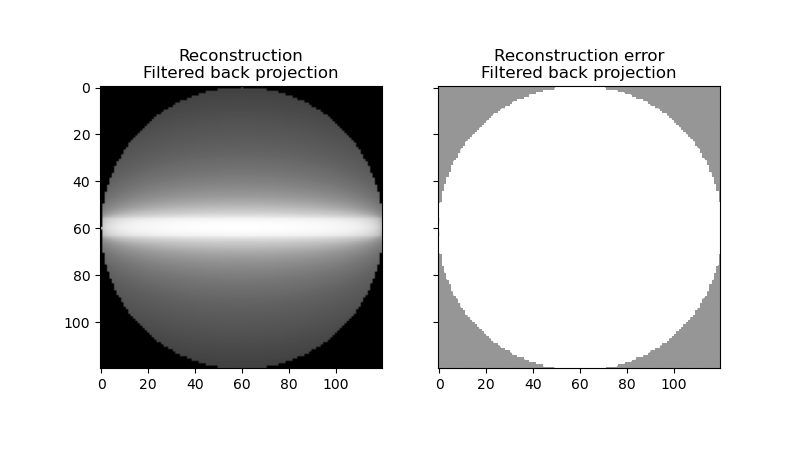 Reconstruction
Filtered back projection
Reconstruction error
Filtered back projection
0
20
40
60
80
100
0 20 40 60 80 100
0 20 40 60 80 100